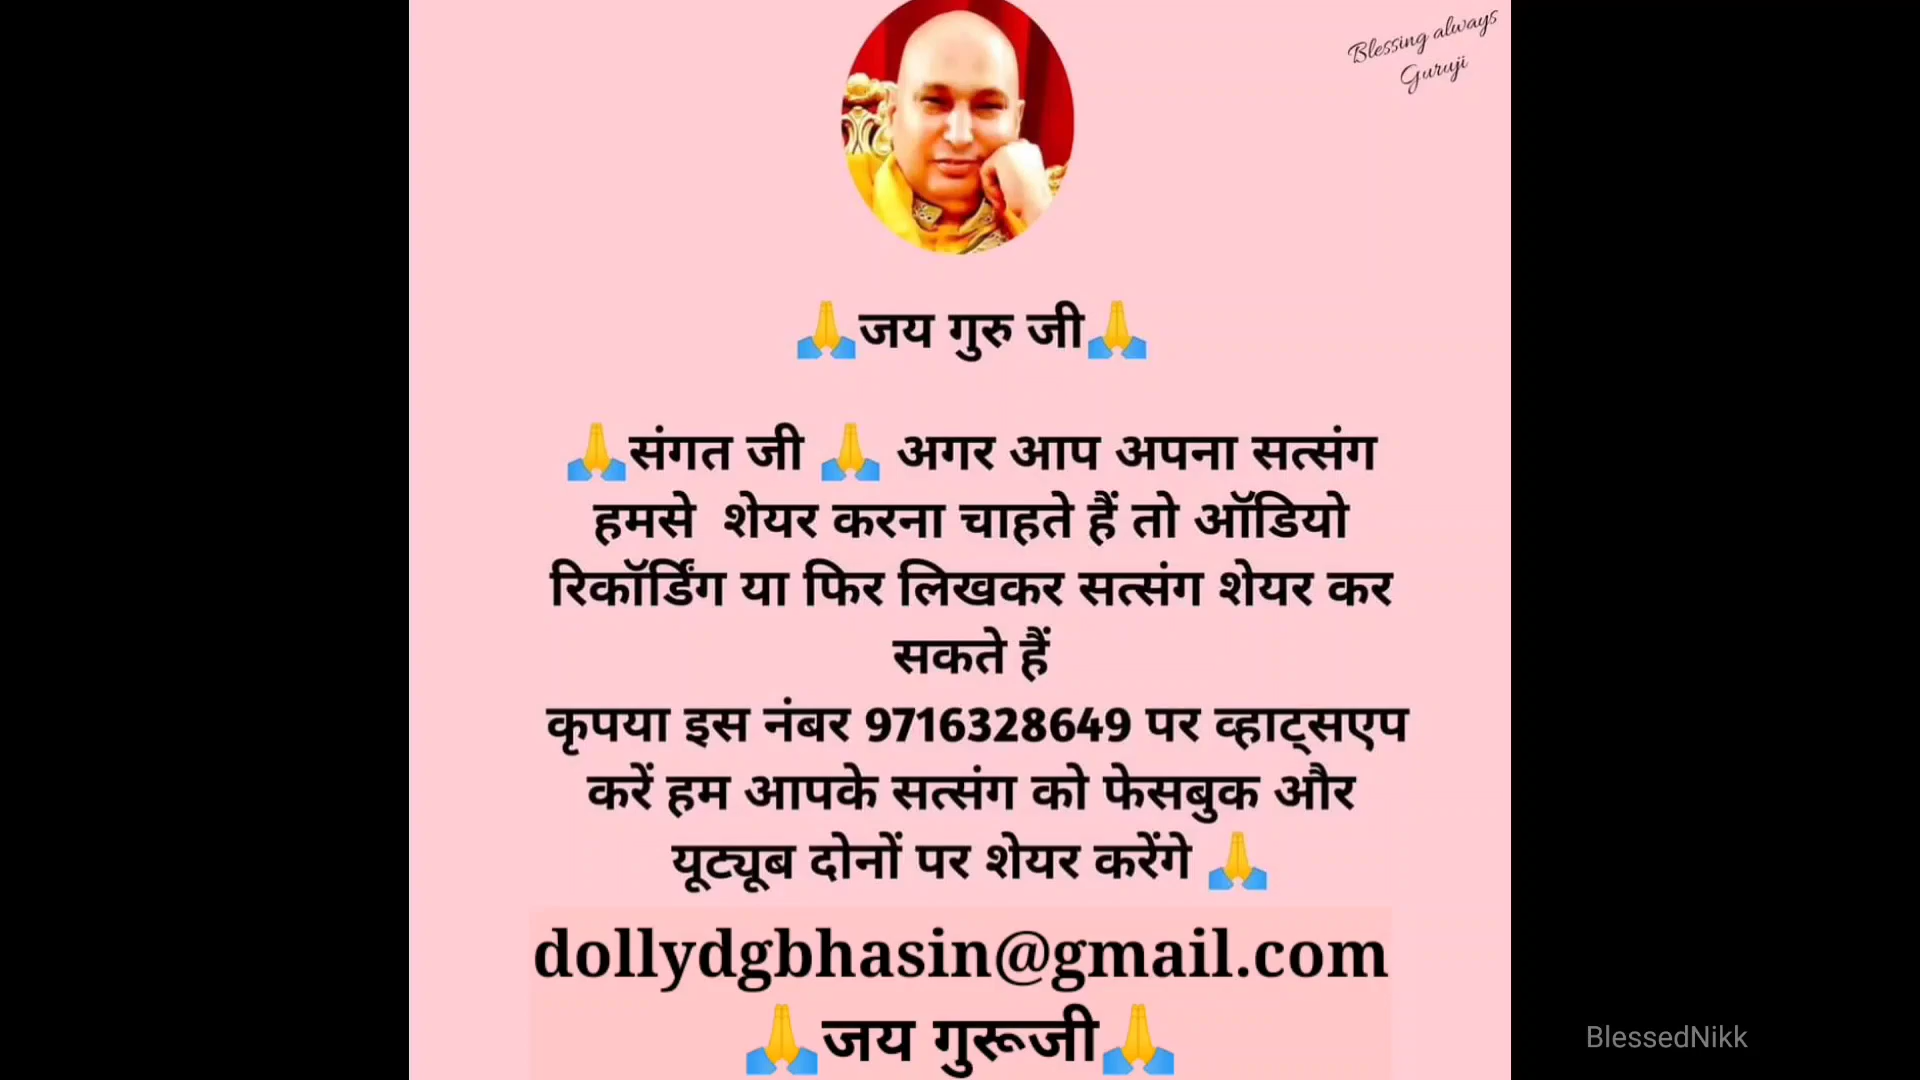 Blessing always
Guruji
🙏जय गुरु जी🙏
🙏संगत जी 🙏 अगर आप अपना सत्संग
हमसे शेयर करना चाहते हैं तो ऑडियो
रिकॉर्डिंग या फिर लिखकर सत्संग शेयर कर
सकते हैं
कृपया इस नंबर 9716328649 पर व्हाट्सएप
करें हम आपके सत्संग को फेसबुक और
यूट्यूब दोनों पर शेयर करेंगे 🙏
dollydgbhasin@gmail.com
🙏जय गुरूजी🙏
BlessedNikk